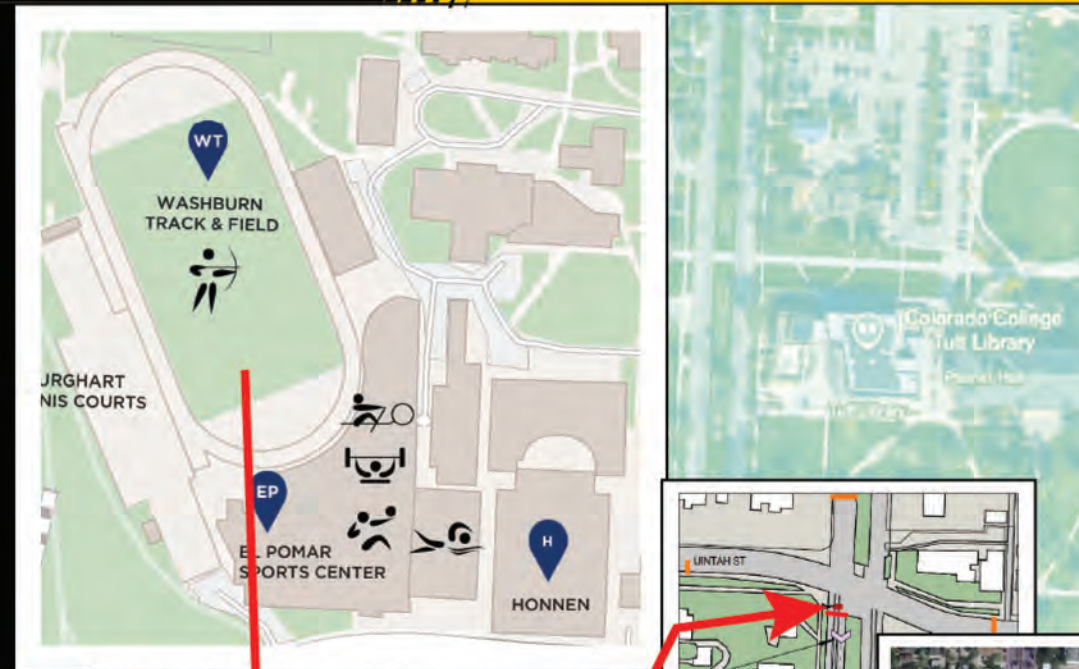 WT
WASHBURN
TRACK & FIELD
URGHART
NIS COURTS
EP
EL POMAR
SPORTS CENTER
H
HONNEN
Colorado College
Tutt Library
UINTAH ST